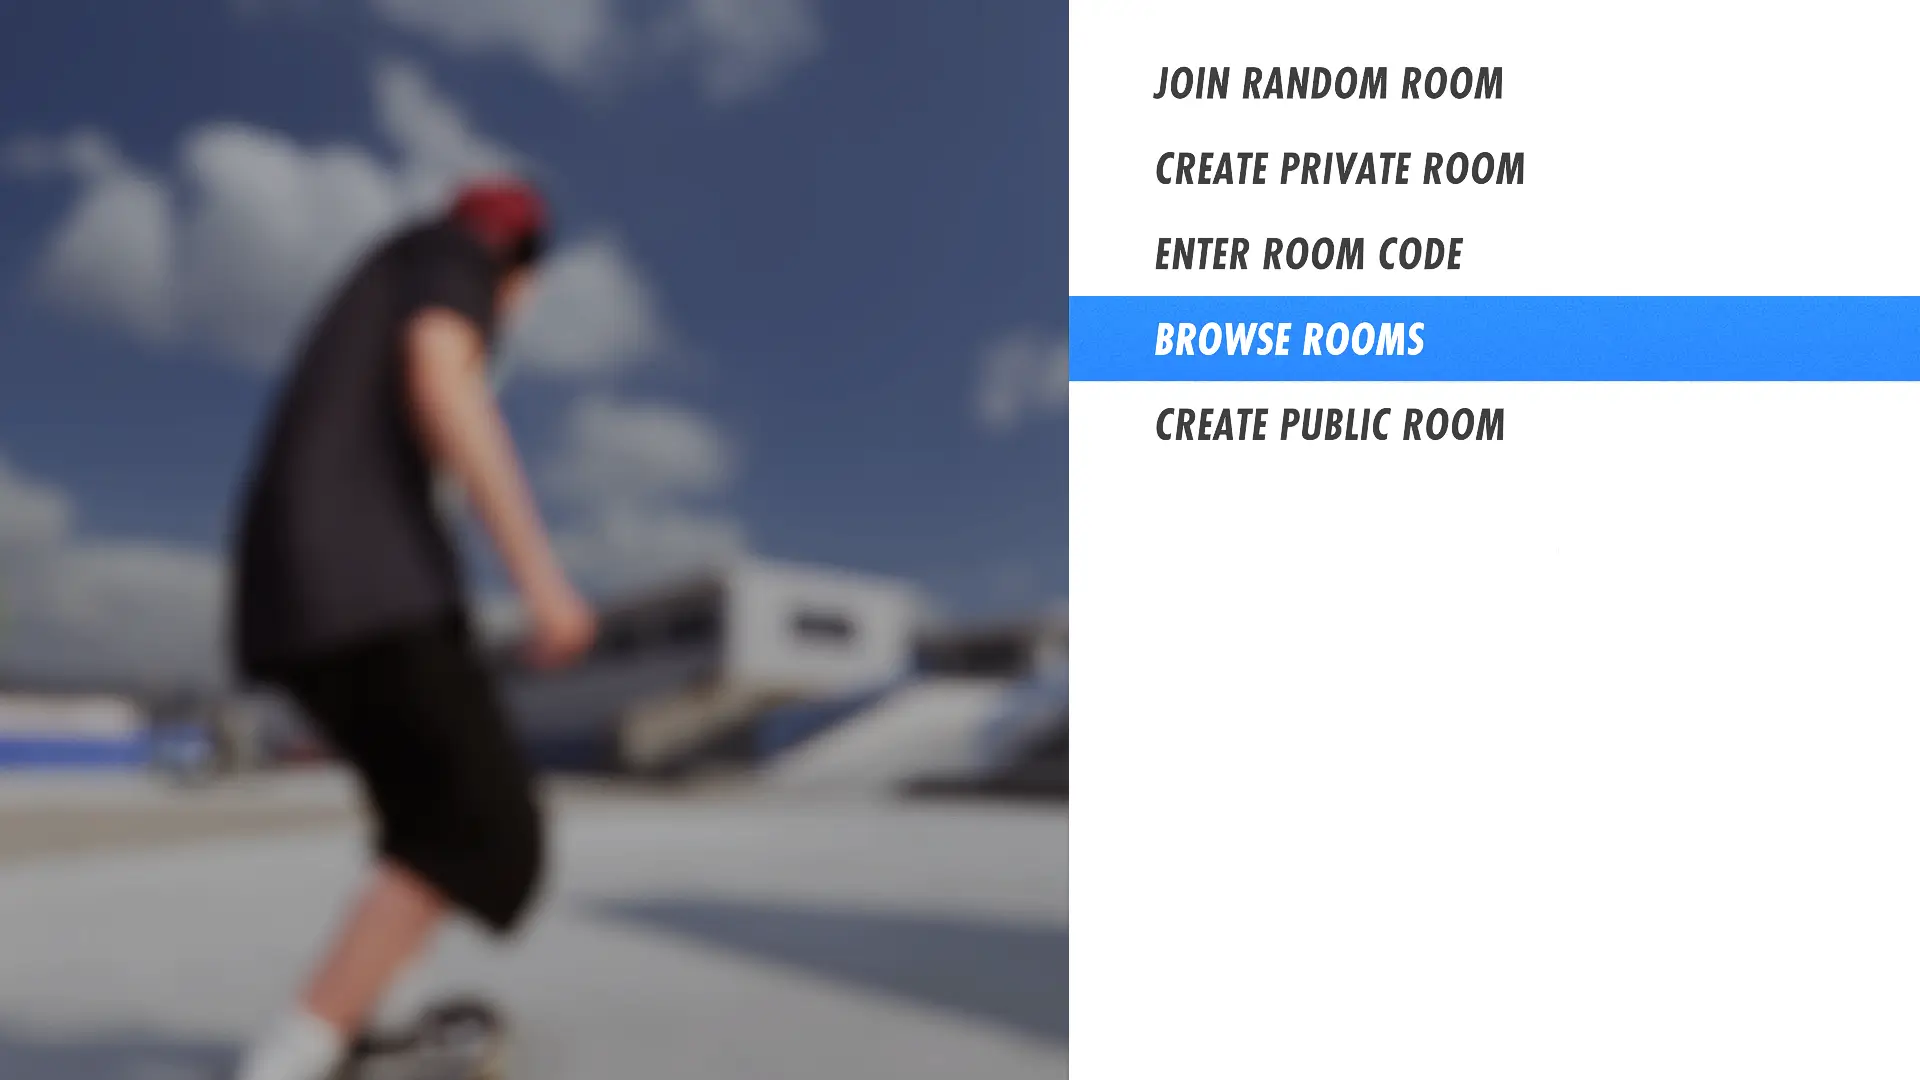 JOIN RANDOM ROOM
CREATE PRIVATE ROOM
ENTER ROOM CODE
BROWSE ROOMS
CREATE PUBLIC ROOM